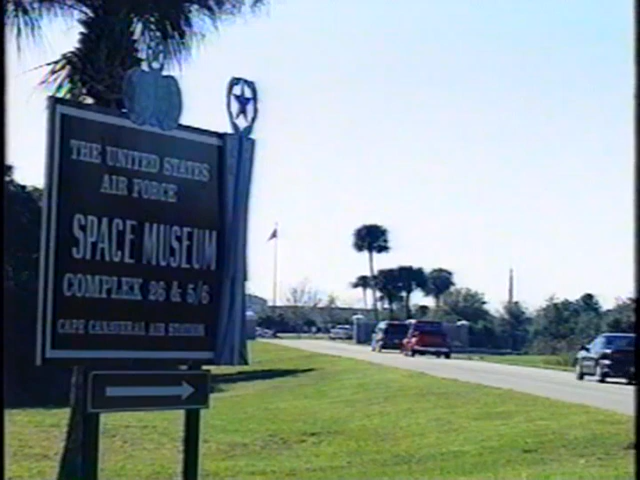 THE UNITED STATES
AIR FORCE
SPACE MUSEUM
COMPLEX 26 & 5/6
CAPE CANAVERAL AIR STATION